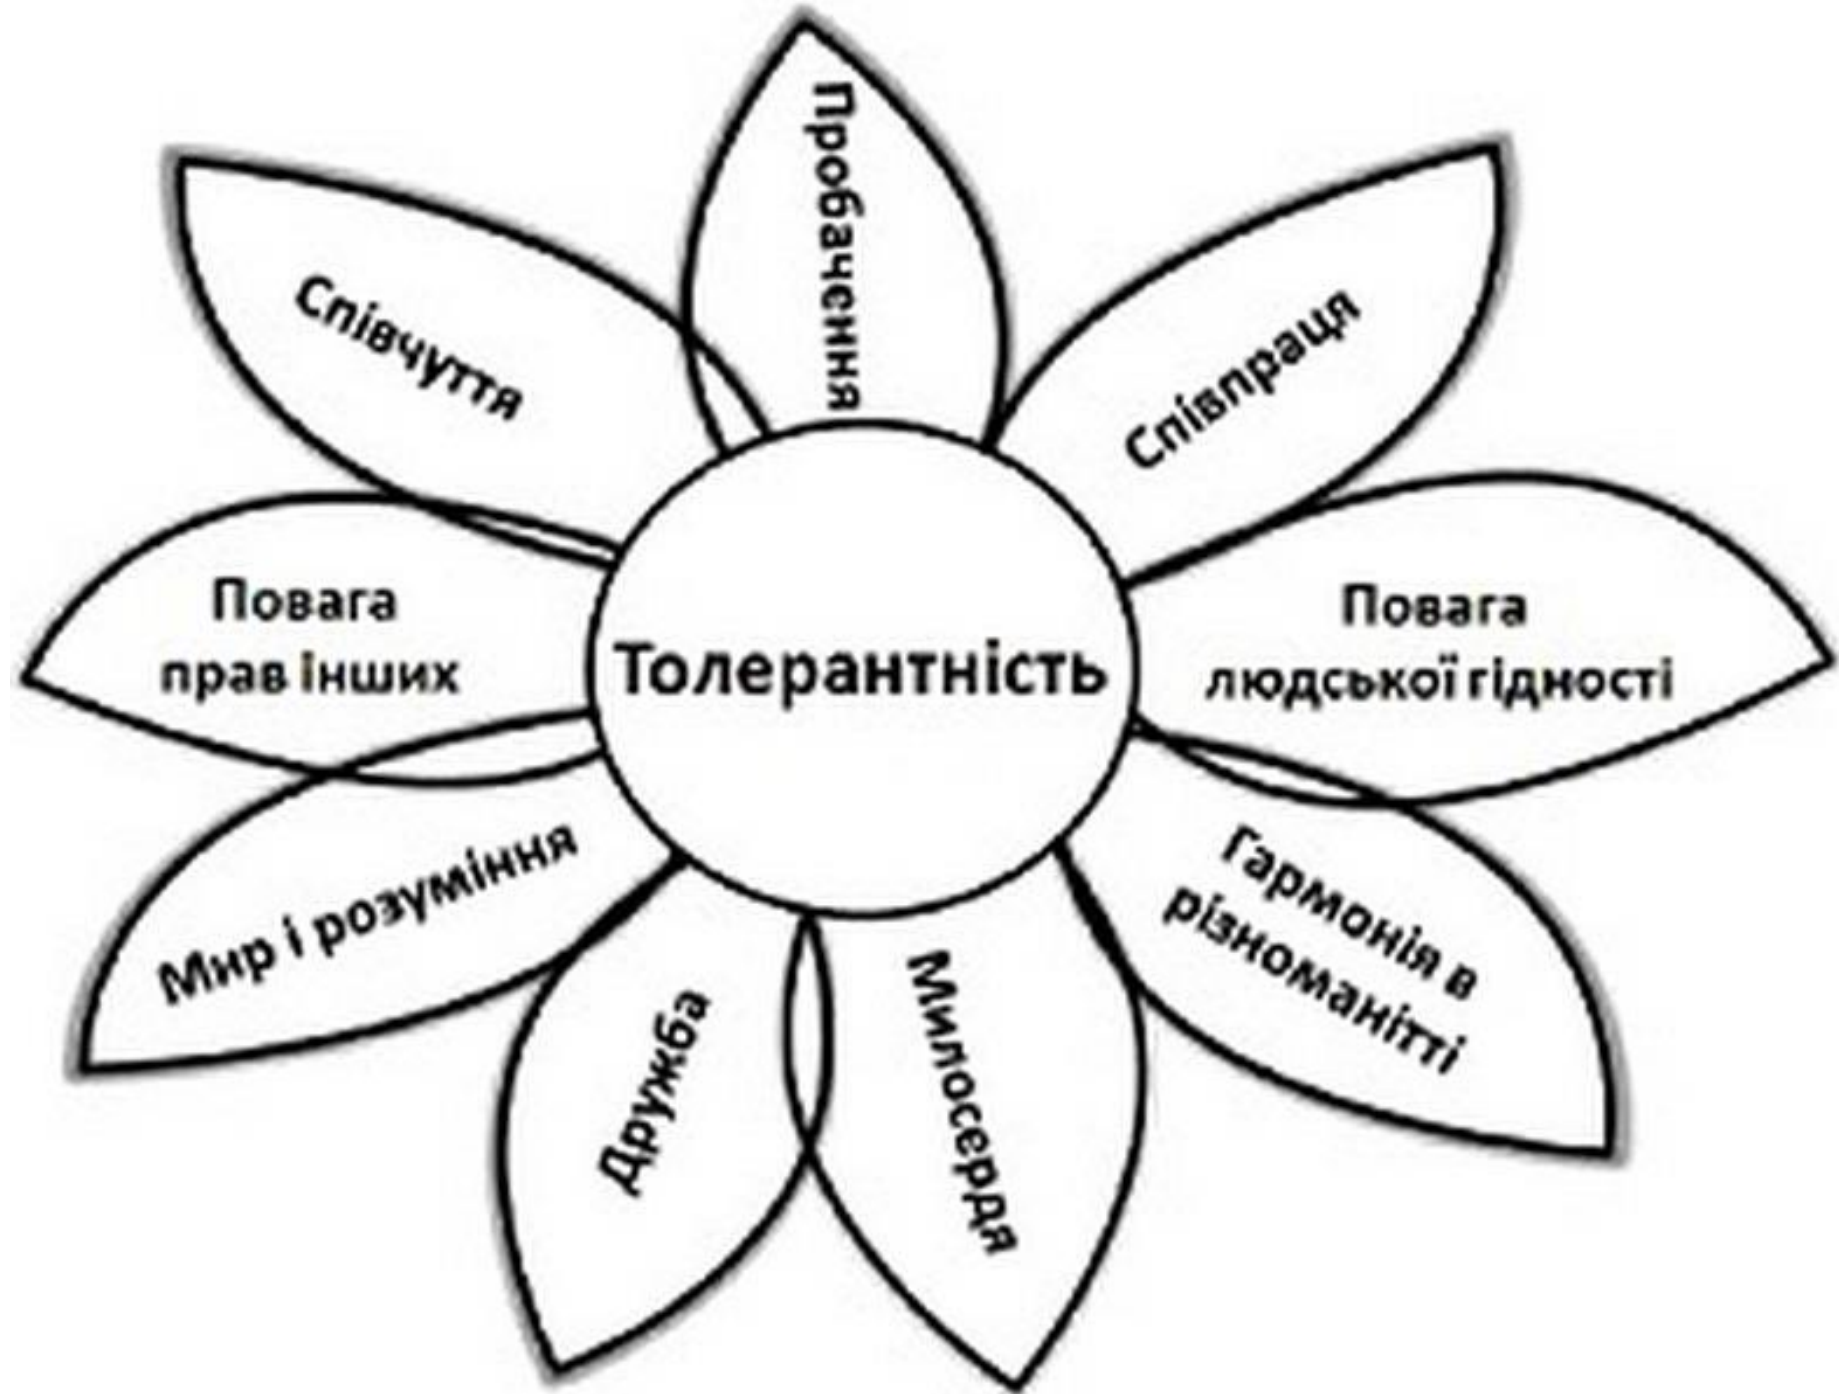 Пробачення
Співпраця
Повага
людської гідності
Гармонія в
різноманітті
Милосердя
Дружба
Мир і розуміння
Повага
прав інших
Співчуття
Толерантність